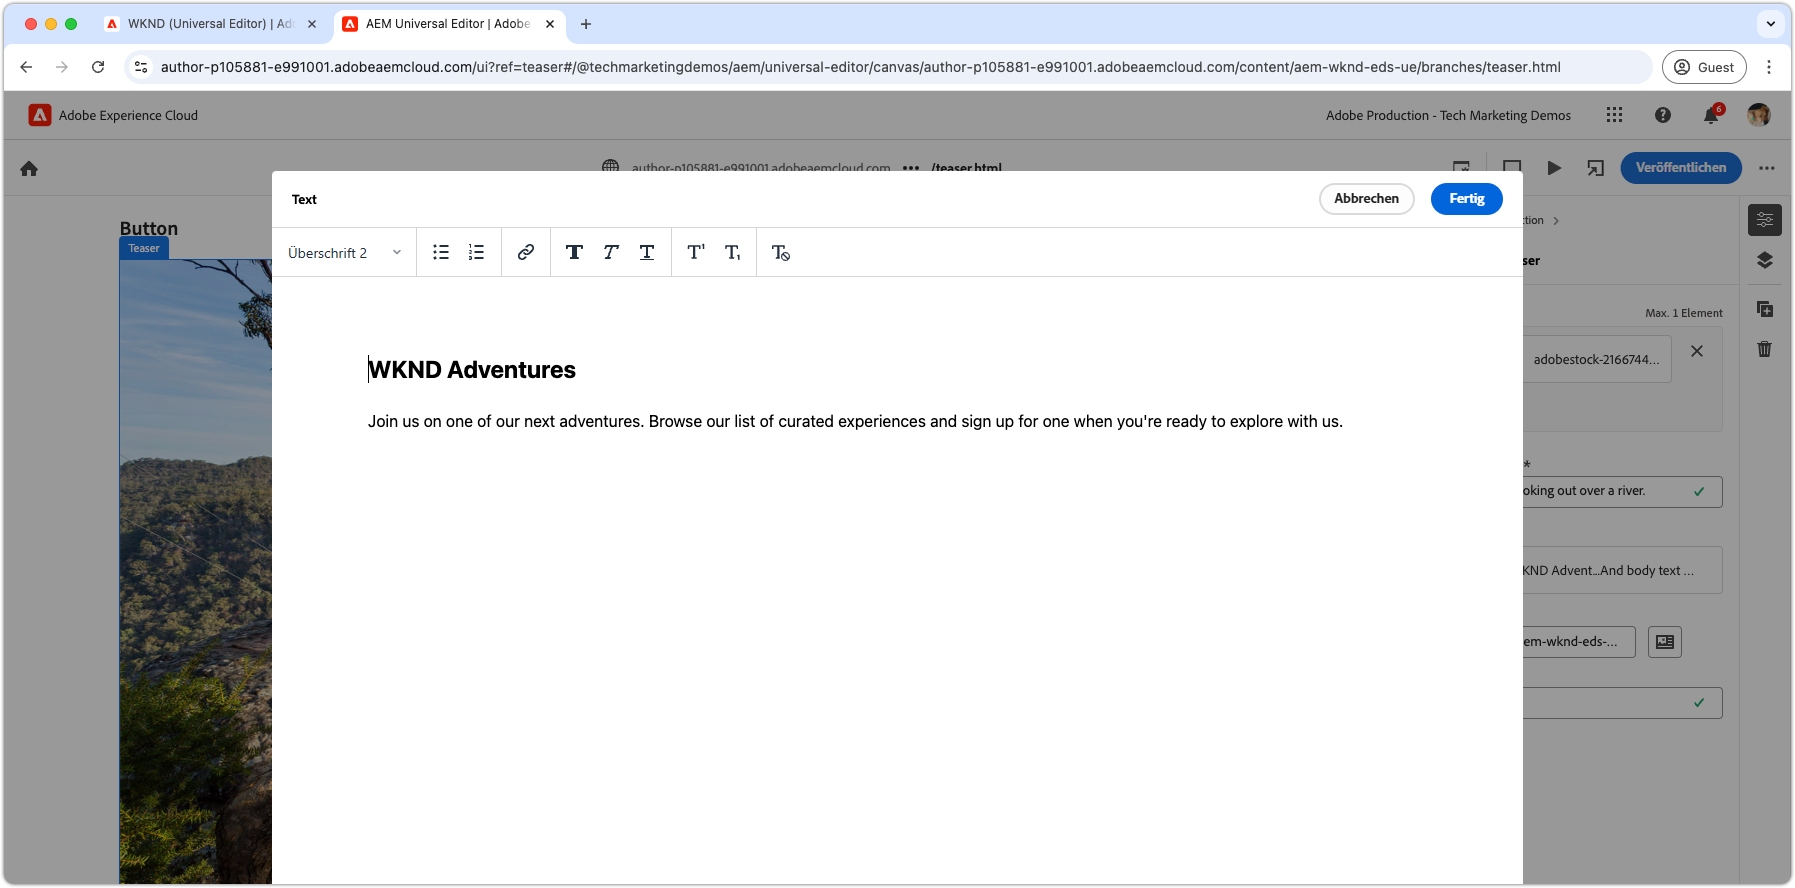 WKND (Universal Editor) | Ad
AEM Universal Editor | Adobe
author-p105881-e991001.adobeaemcloud.com/ui?ref=teaser#/@techmarketingdemos/aem/universal-editor/canvas/author-p105881-e991001.adobeaemcloud.com/content/aem-wknd-eds-ue/branches/teaser.html
Guest
Adobe Experience Cloud
Adobe Production - Tech Marketing Demos
6
author-p105881-e991001.adobeaemcloud.com ••• /teaser.html
Veröffentlichen
Text
Abbrechen
Fertig
Button
Teaser
Überschrift 2
tion
ser
Max. 1 Element
adobestock-2166744...
WKND Adventures
Join us on one of our next adventures. Browse our list of curated experiences and sign up for one when you're ready to explore with us.
*
oking out over a river.
KND Advent...And body text ...
em-wknd-eds-...